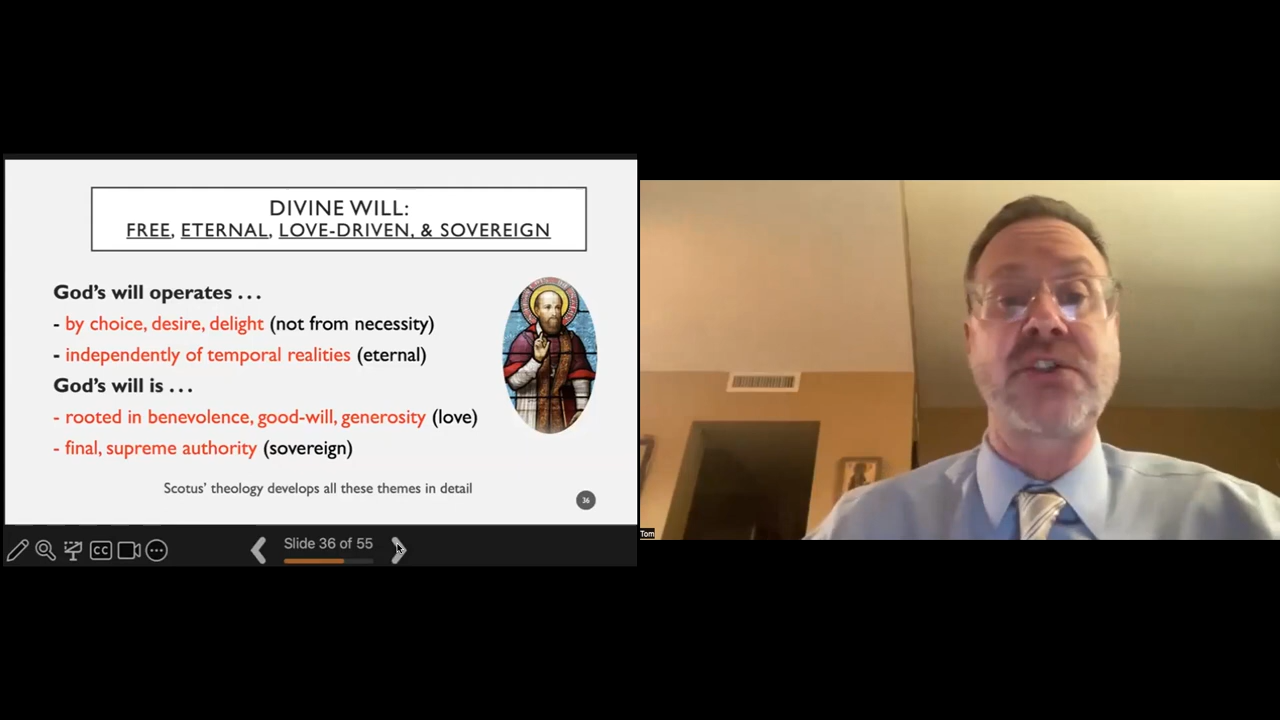 DIVINE WILL:
FREE, ETERNAL, LOVE-DRIVEN, & SOVEREIGN
God's will operates . . .
- by choice, desire, delight (not from necessity)
- independently of temporal realities (eternal)
God's will is . . .
- rooted in benevolence, good-will, generosity (love)
- final, supreme authority (sovereign)
Scotus' theology develops all these themes in detail
36
CC
Slide 36 of 55
Tom